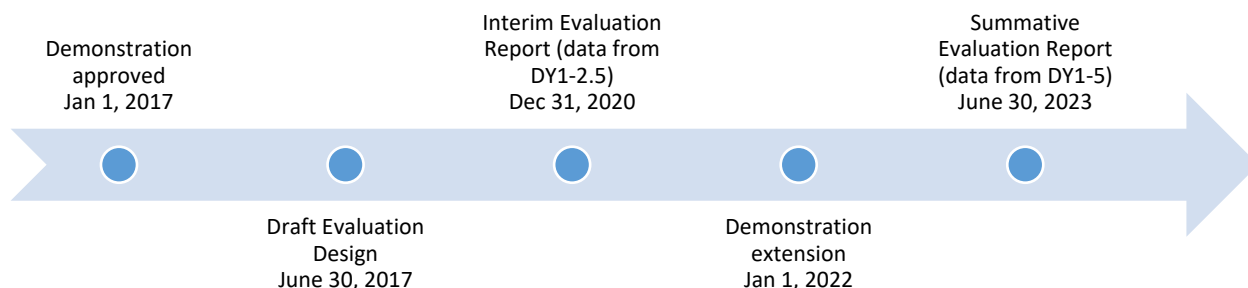 Demonstration
approved
Jan 1, 2017
Draft Evaluation
Design
June 30, 2017
Interim Evaluation
Report (data from
DY1-2.5)
Dec 31, 2020
Demonstration
extension
Jan 1, 2022
Summative
Evaluation Report
(data from DY1-5)
June 30, 2023